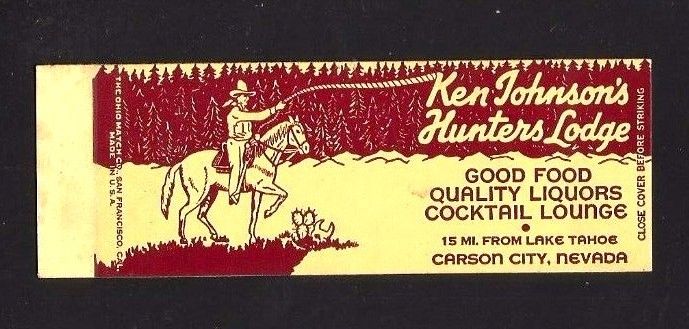 Ken Johnson's
Hunters Lodge
GOOD FOOD
QUALITY LIQUORS
COCKTAIL LOUNGE
•
15 MI. FROM LAKE TAHOE
CARSON CITY, NEVADA
CLOSE COVER BEFORE STRIKING
THE OHIO MATCH CO., SAN FRANCISCO, CAL.
MADE IN U.S.A.